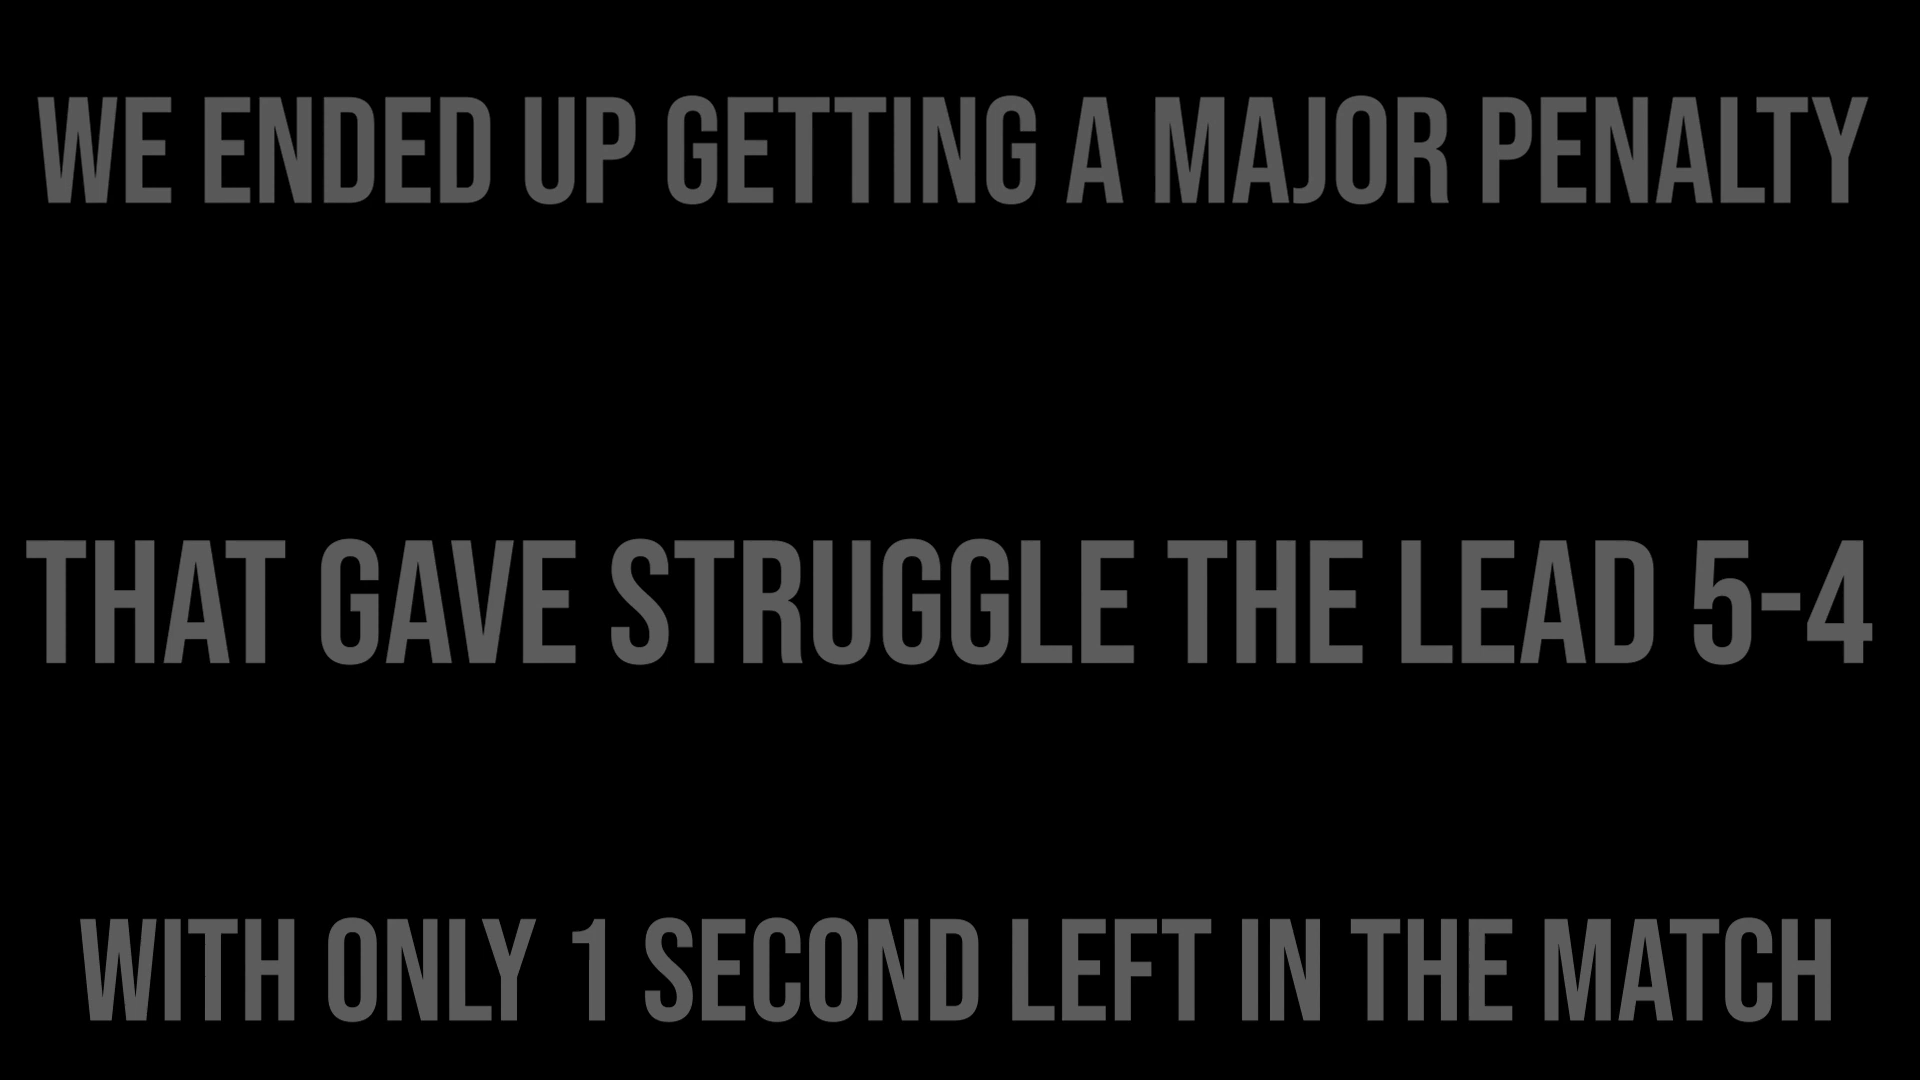 WE ENDED UP GETTING A MAJOR PENALTY
THAT GAVE STRUGGLE THE LEAD 5-4
WITH ONLY 1 SECOND LEFT IN THE MATCH